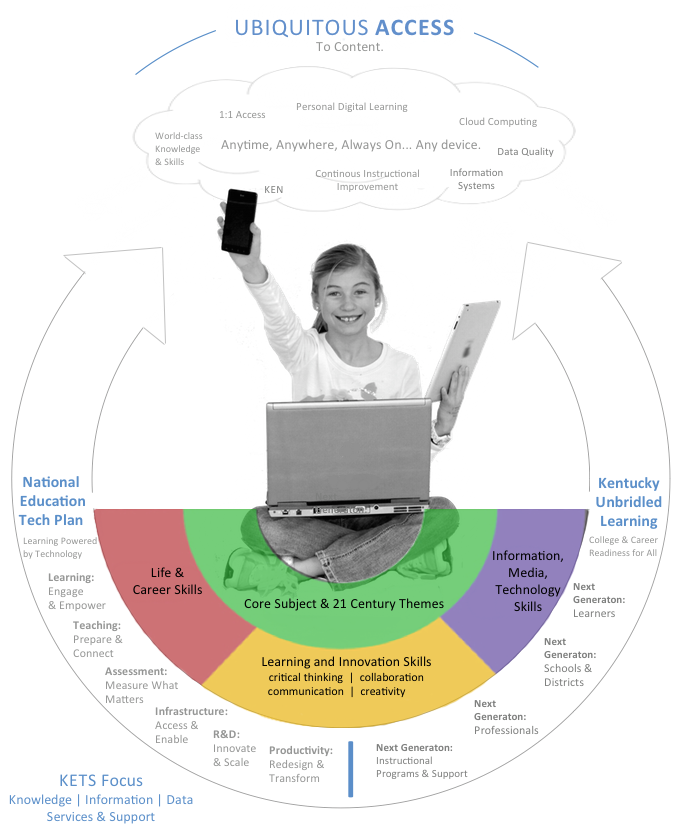 UBIQUITOUS ACCESS
To Content.
Personal Digital Learning
1:1 Access
Cloud Computing
World-class
Knowledge
& Skills
Anytime, Anywhere, Always On... Any device.
Data Quality
Continous Instructional
Improvement
Information
Systems
KEN
National
Education
Tech Plan
Learning Powered
by Technology
Learning:
Engage
& Empower
Teaching:
Prepare &
Connect
Assessment:
Measure What
Matters
Infrastructure:
Access &
Enable
R&D:
Innovate
& Scale
Productivity:
Redesign &
Transform
Kentucky
Unbridled
Learning
College & Career
Readiness for All
Next
Generaton:
Learners
Next
Generaton:
Schools &
Districts
Next
Generaton:
Professionals
Next Generaton:
Instructional
Programs & Support
Life &
Career Skills
Core Subject & 21 Century Themes
Information,
Media,
Technology
Skills
Learning and Innovation Skills
critical thinking | collaboration
communication | creativity
KETS Focus
Knowledge | Information | Data
Services & Support